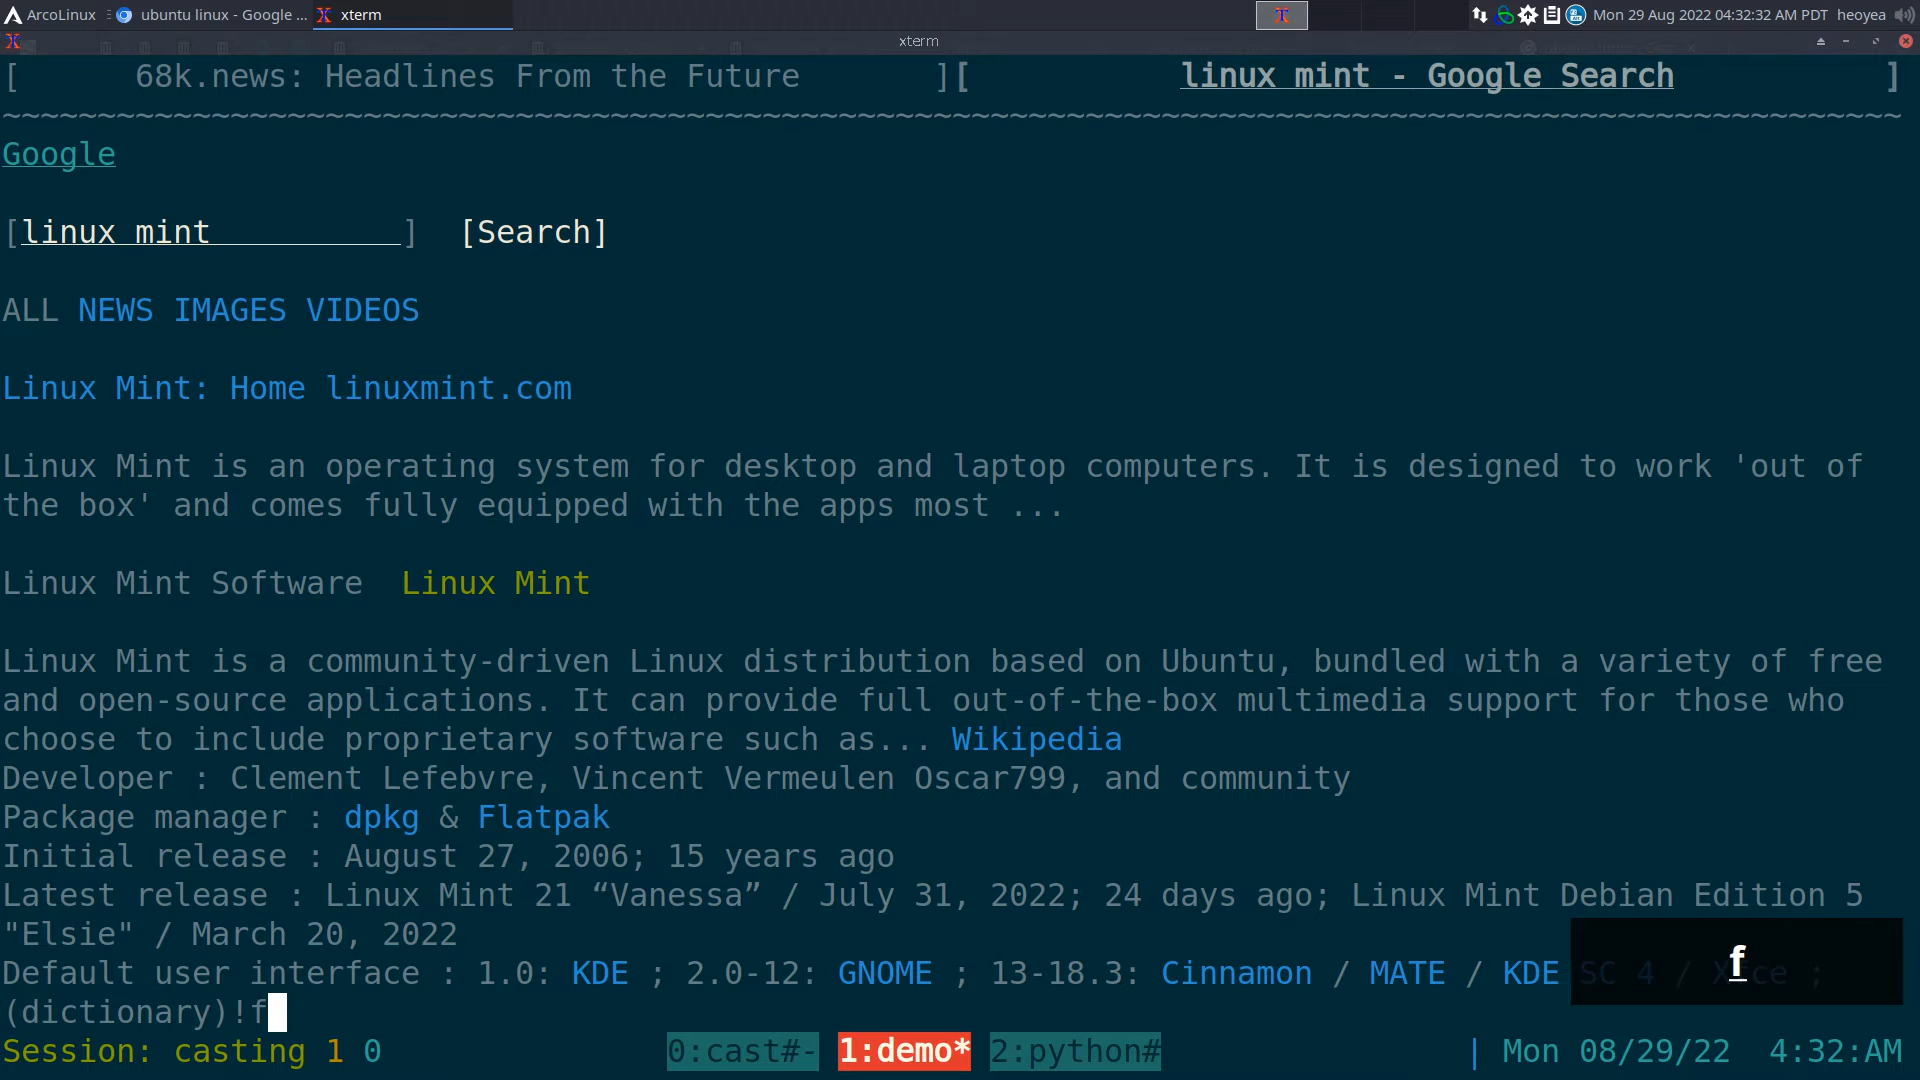 ArcoLinux ubuntu linux - Google ... xterm Mon 29 Aug 2022 04:32:32 AM PDT heoyea
xterm
[ 68k.news: Headlines From the Future ][ linux mint - Google Search ]
~~~~~~~~~~~~~~~~~~~~~~~~~~~~~~~~~~~~~~~~~~~~~~~~~~~~~~~~~~~~~~~~~~~~~~~~~~~~~~~~~~~~~~~~~~~~~~~~~~~~
Google
[linux mint__________] [Search]
ALL NEWS IMAGES VIDEOS
Linux Mint: Home linuxmint.com
Linux Mint is an operating system for desktop and laptop computers. It is designed to work 'out of
the box' and comes fully equipped with the apps most ...
Linux Mint Software Linux Mint
Linux Mint is a community-driven Linux distribution based on Ubuntu, bundled with a variety of free
and open-source applications. It can provide full out-of-the-box multimedia support for those who
choose to include proprietary software such as... Wikipedia
Developer : Clement Lefebvre, Vincent Vermeulen Oscar799, and community
Package manager : dpkg & Flatpak
Initial release : August 27, 2006; 15 years ago
Latest release : Linux Mint 21 “Vanessa” / July 31, 2022; 24 days ago; Linux Mint Debian Edition 5
"Elsie" / March 20, 2022
Default user interface : 1.0: KDE ; 2.0-12: GNOME ; 13-18.3: Cinnamon / MATE / KDE SC 4 / Xfce ;
f
(dictionary)!f
Session: casting 1 0 0:cast#- 1:demo* 2:python# | Mon 08/29/22 4:32:AM